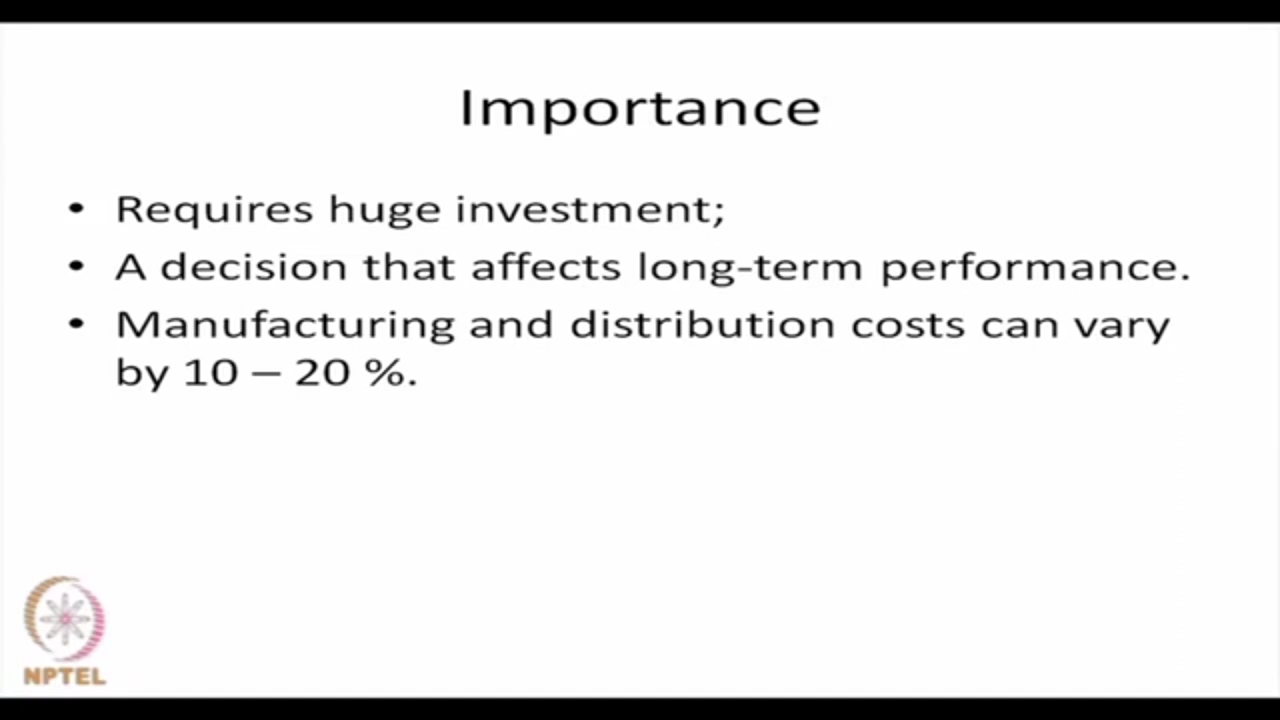 Importance
• Requires huge investment;
• A decision that affects long-term performance.
• Manufacturing and distribution costs can vary
by 10 – 20 %.
NPTEL